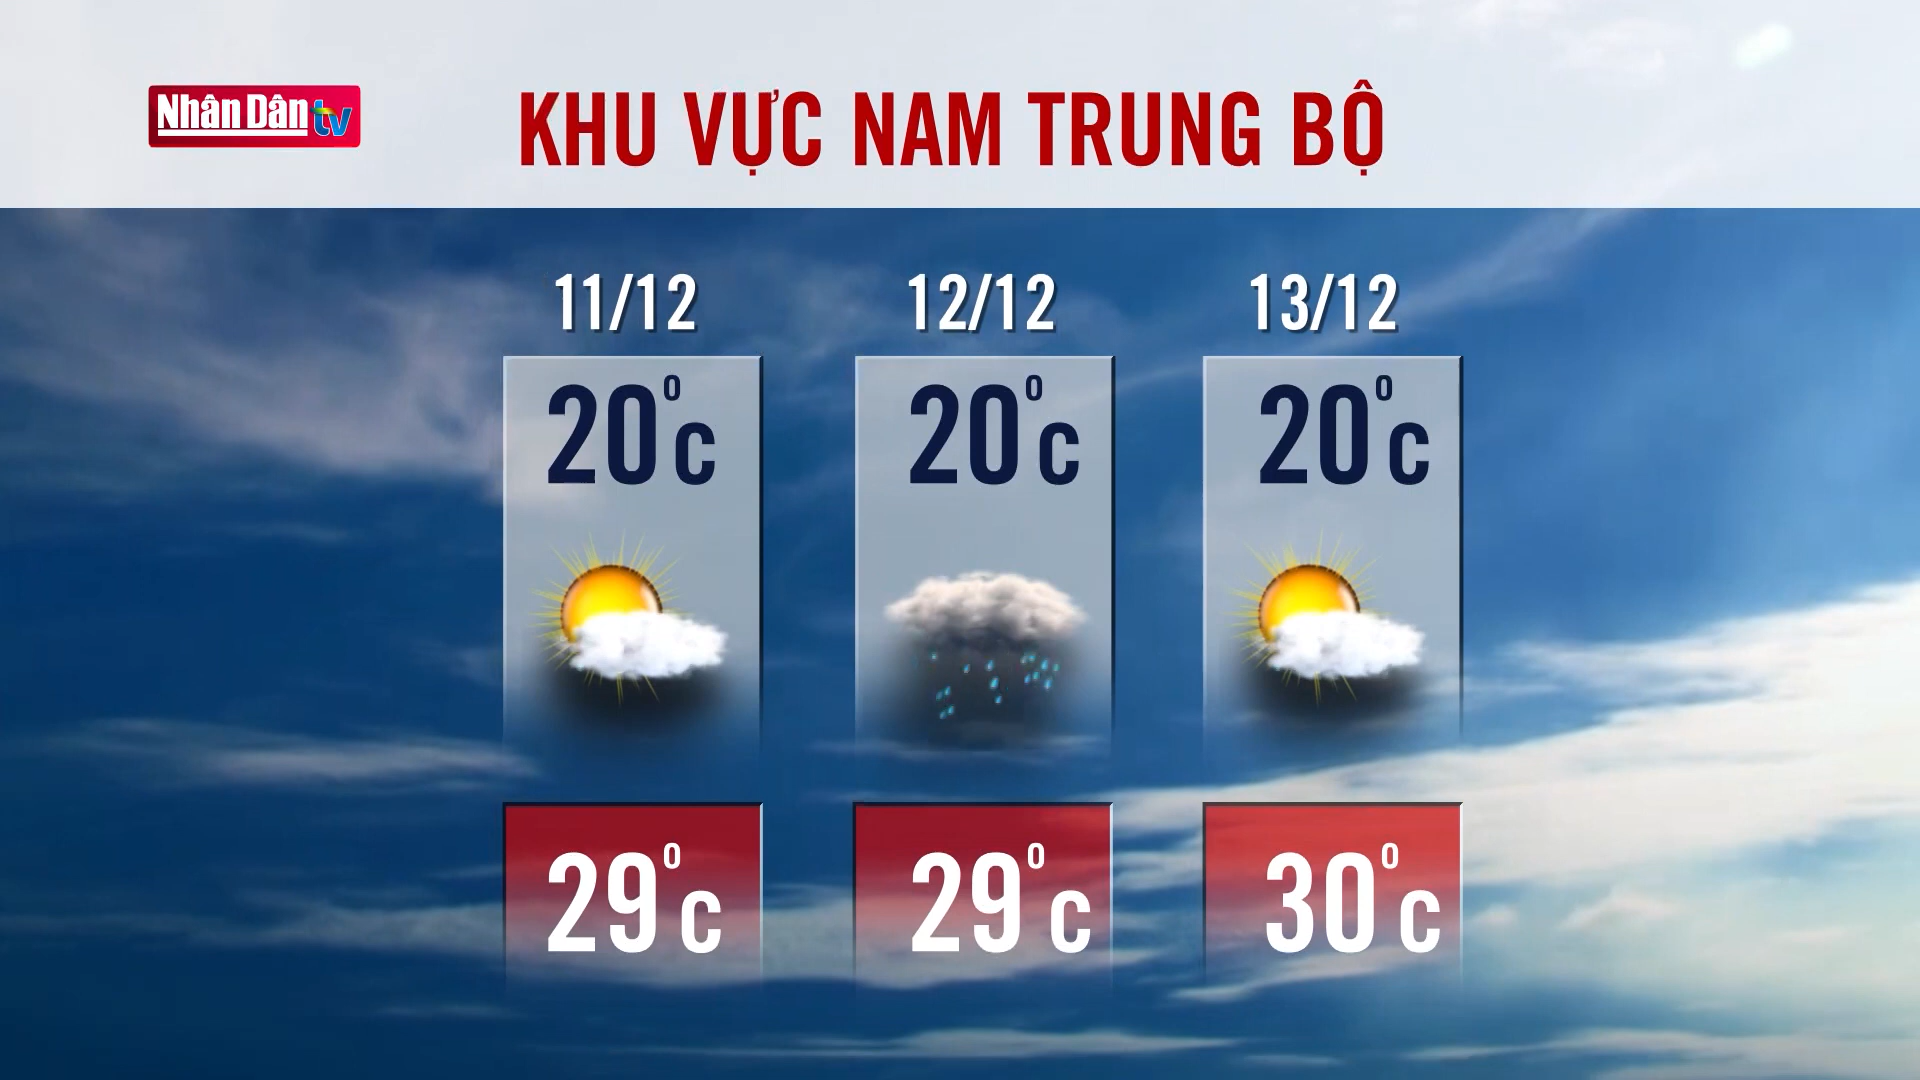 Nhân Dân tv
KHU VỰC NAM TRUNG BỘ
11/12 12/12 13/12
20°C 20°C 20°C
29°C 29°C 30°C